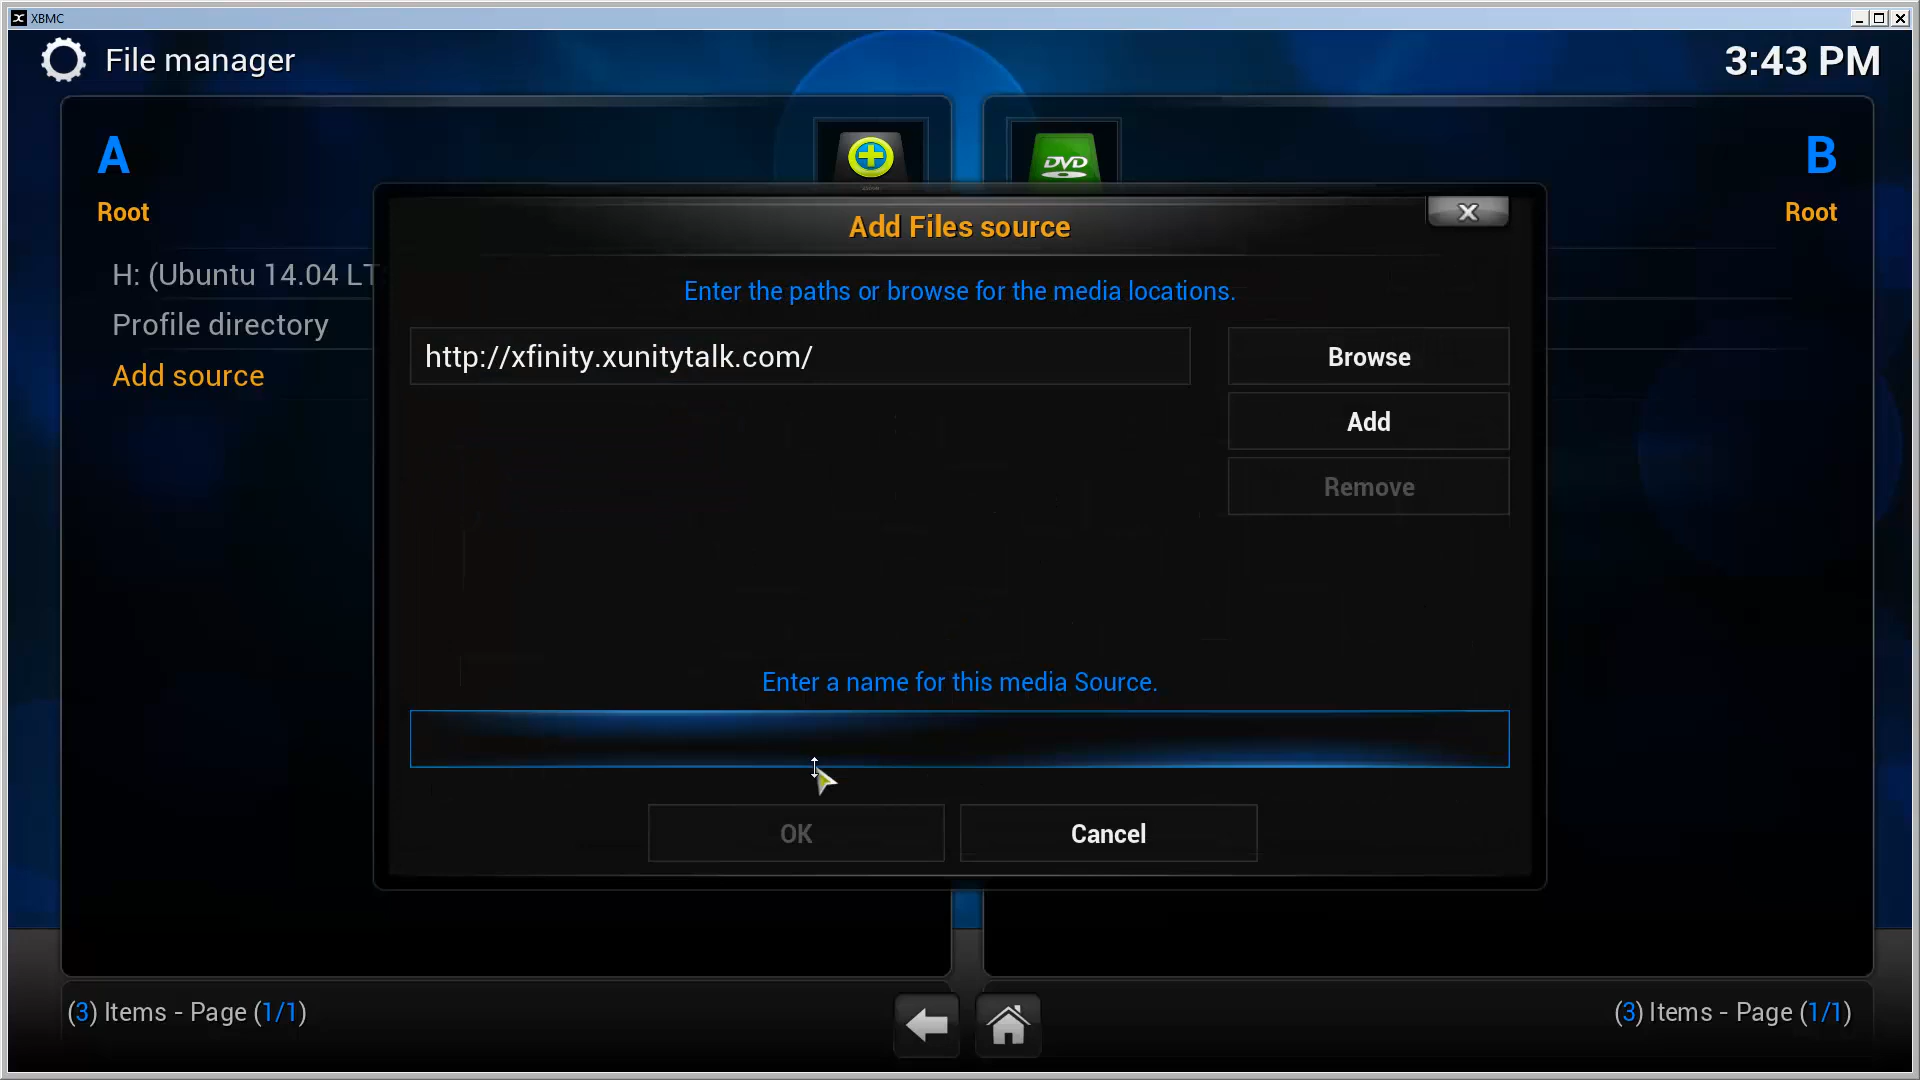 XBMC
File manager
3:43 PM
A
B
DVD
Root
Root
Add Files source
Enter the paths or browse for the media locations.
H: (Ubuntu 14.04 LT
Profile directory
Add source
http://xfinity.xunitytalk.com/
Browse
Add
Remove
Enter a name for this media Source.
OK
Cancel
(3) Items - Page (1/1)
(3) Items - Page (1/1)